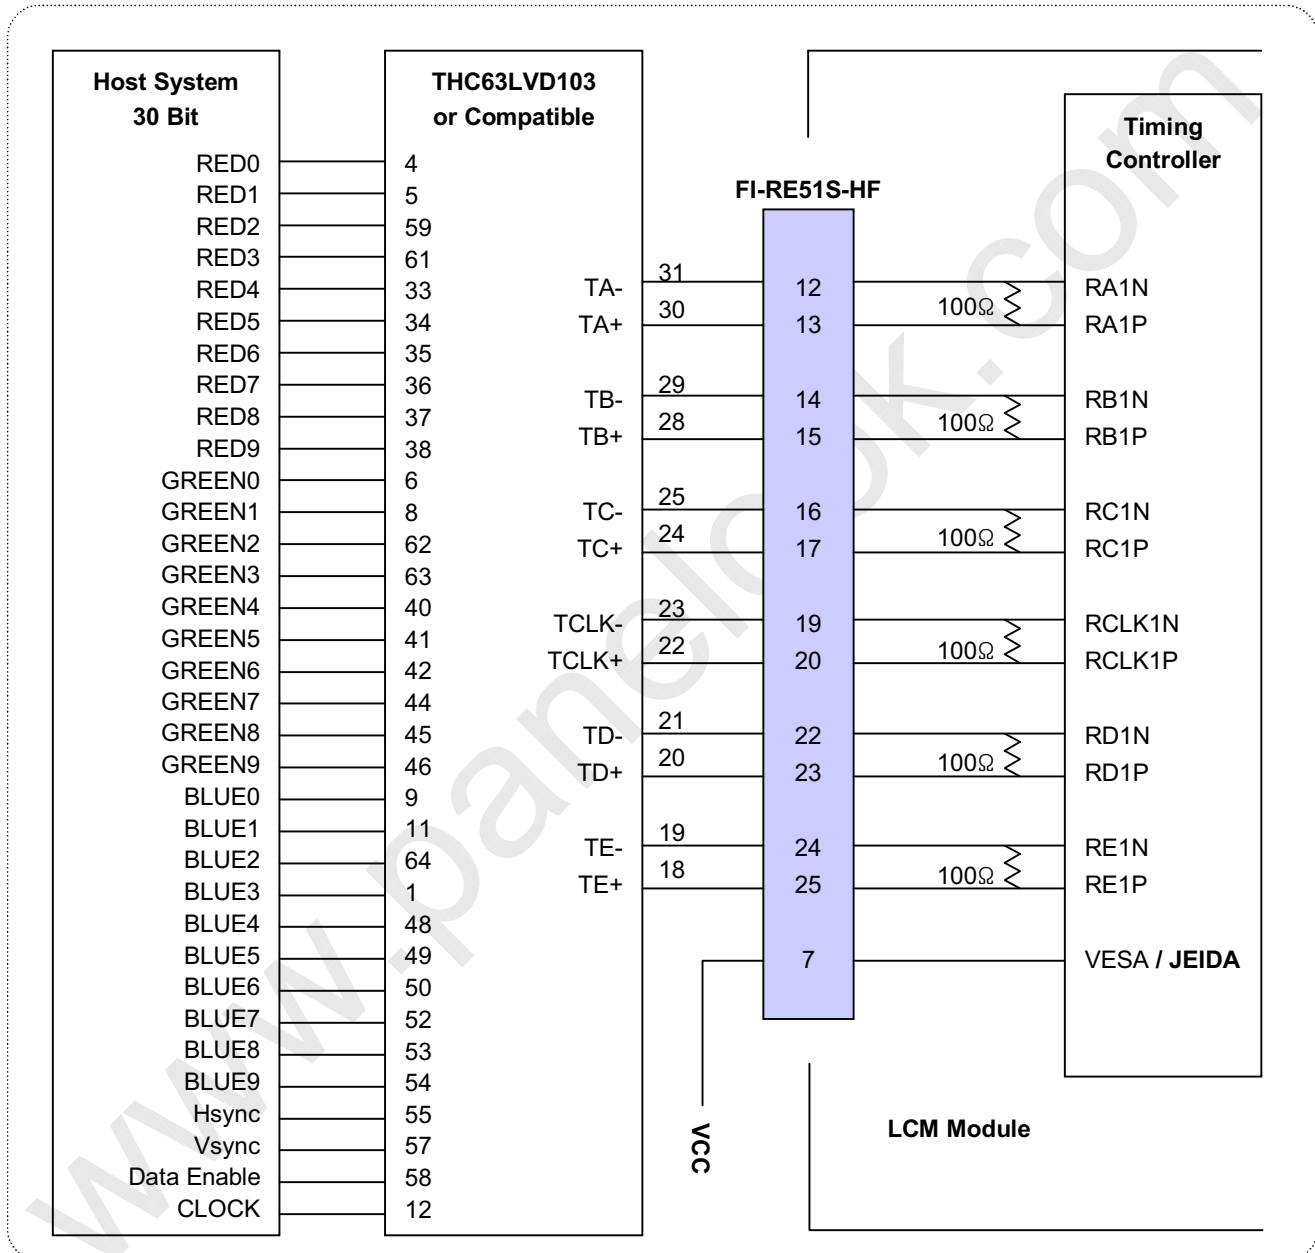 Host System
30 Bit
RED0
RED1
RED2
RED3
RED4
RED5
RED6
RED7
RED8
RED9
GREEN0
GREEN1
GREEN2
GREEN3
GREEN4
GREEN5
GREEN6
GREEN7
GREEN8
GREEN9
BLUE0
BLUE1
BLUE2
BLUE3
BLUE4
BLUE5
BLUE6
BLUE7
BLUE8
BLUE9
Hsync
Vsync
Data Enable
CLOCK
THC63LVD103
or Compatible
4
5
59
61
33
34
35
36
37
38
6
8
62
63
40
41
42
44
45
46
9
11
64
1
48
49
50
52
53
54
55
57
58
12
TA-
TA+
TB-
TB+
TC-
TC+
TCLK-
TCLK+
TD-
TD+
TE-
TE+
31
30
29
28
25
24
23
22
21
20
19
18
FI-RE51S-HF
12
13
14
15
16
17
19
20
22
23
24
25
7
VCC
100Ω
100Ω
100Ω
100Ω
100Ω
100Ω
Timing
Controller
RA1N
RA1P
RB1N
RB1P
RC1N
RC1P
RCLK1N
RCLK1P
RD1N
RD1P
RE1N
RE1P
VESA / JEIDA
LCM Module
www.panelook.com